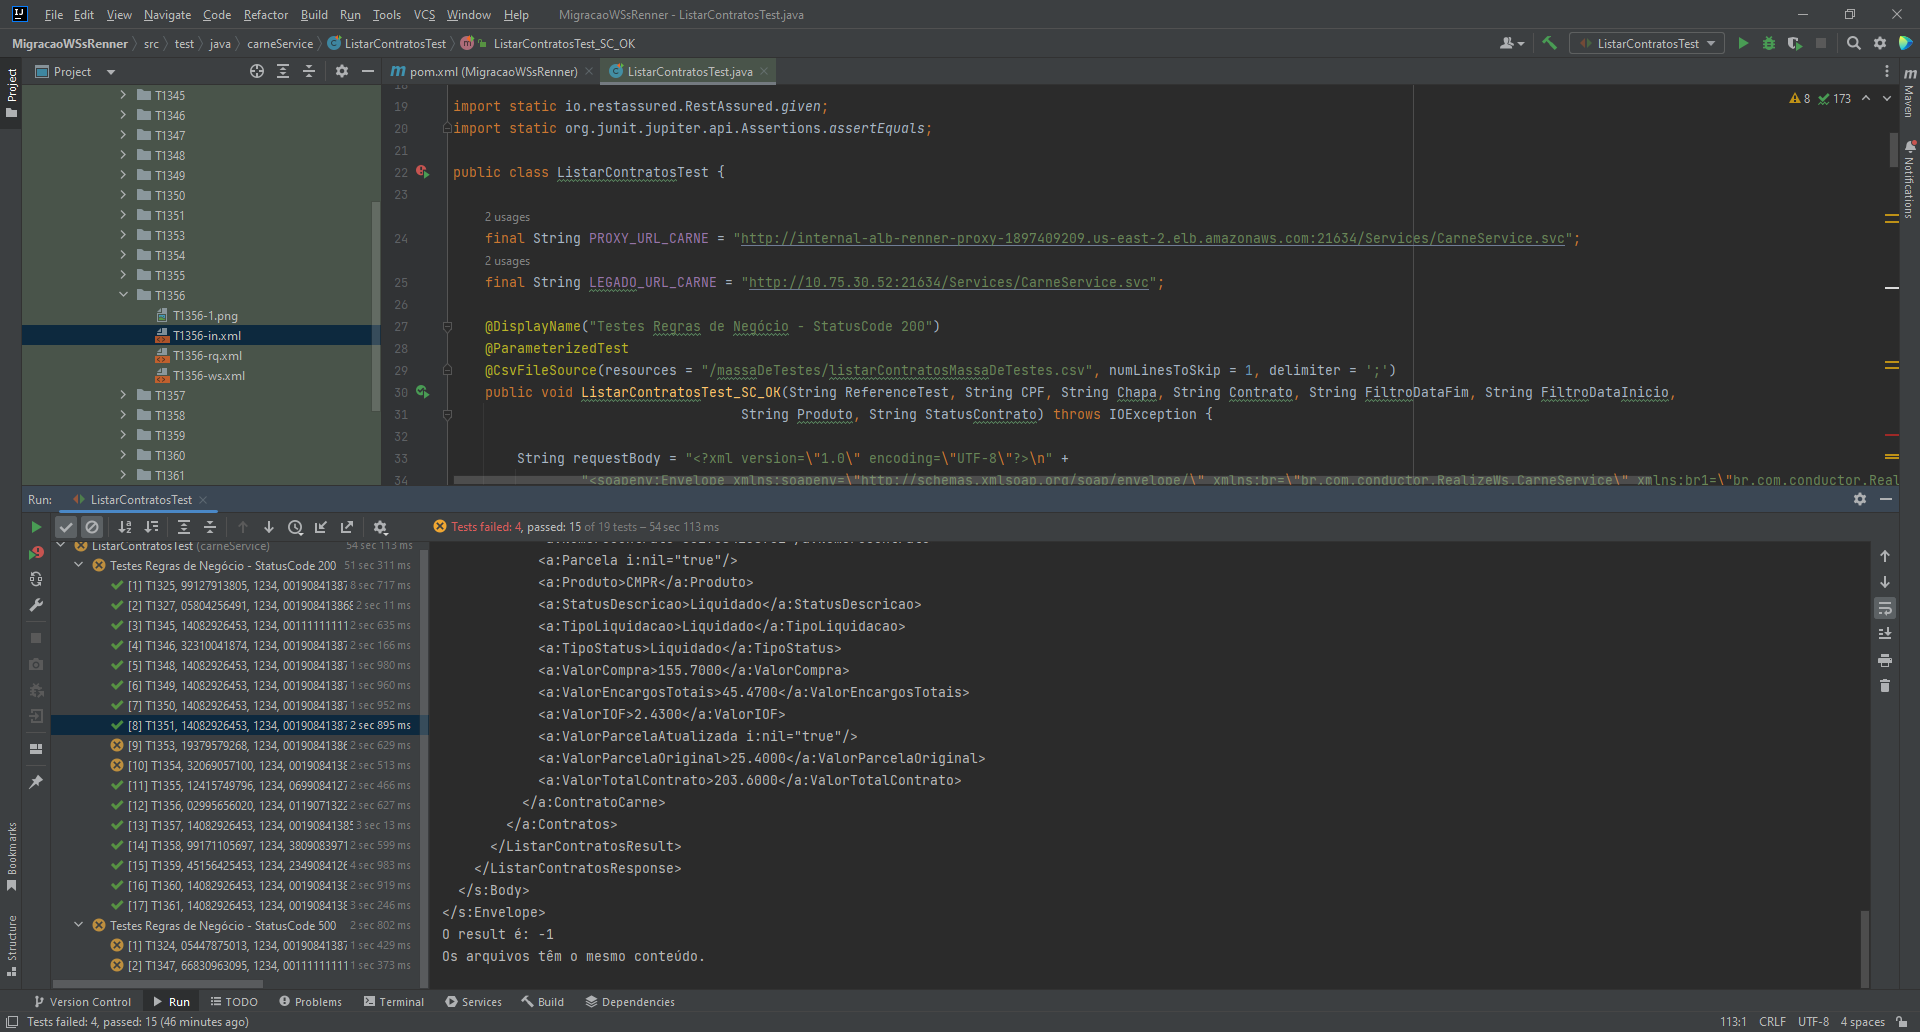 File Edit View Navigate Code Refactor Build Run Tools VCS Window Help MigracaoWSsRenner - ListarContratosTest.java
MigracaoWSsRenner src test java carneService ListarContratosTest ListarContratosTest_SC_OK
ListarContratosTest
Project
pom.xml (MigracaoWSsRenner)
ListarContratosTest.java
Project
Maven
Notifications
T1345
T1346
T1347
T1348
T1349
T1350
T1351
T1353
T1354
T1355
T1356
T1356-1.png
T1356-in.xml
T1356-rq.xml
T1356-ws.xml
T1357
T1358
T1359
T1360
T1361
8 173
18
19 import static io.restassured.RestAssured.given;
20 import static org.junit.jupiter.api.Assertions.assertEquals;
21
22 public class ListarContratosTest {
23
2 usages
24 final String PROXY_URL_CARNE = "http://internal-alb-renner-proxy-1897409209.us-east-2.elb.amazonaws.com:21634/Services/CarneService.svc";
2 usages
25 final String LEGADO_URL_CARNE = "http://10.75.30.52:21634/Services/CarneService.svc";
26
27 @DisplayName("Testes Regras de Negócio - StatusCode 200")
28 @ParameterizedTest
29 @CsvFileSource(resources = "/massaDeTestes/listarContratosMassaDeTestes.csv", numLinesToSkip = 1, delimiter = ';')
30 public void ListarContratosTest_SC_OK(String ReferenceTest, String CPF, String Chapa, String Contrato, String FiltroDataFim, String FiltroDataInicio,
31 String Produto, String StatusContrato) throws IOException {
32
33 String requestBody = "<?xml version=\"1.0\" encoding=\"UTF-8\"?>\n" +
34 "<soapenv:Envelope xmlns:soapenv=\"http://schemas.xmlsoap.org/soap/envelope/\" xmlns:br=\"br.com.conductor.RealizeWs.CarneService\" xmlns:br1=\"br.com.conductor.Real
Run: ListarContratosTest
Tests failed: 4, passed: 15 of 19 tests – 54 sec 113 ms
ListarContratosTest (carneService) 54 sec 113 ms
Testes Regras de Negócio - StatusCode 200 51 sec 311 ms
[1] T1325, 99127913805, 1234, 00190841387 8 sec 717 ms
[2] T1327, 05804256491, 1234, 001908413868 2 sec 11 ms
[3] T1345, 14082926453, 1234, 00111111111 2 sec 635 ms
[4] T1346, 32310041874, 1234, 00190841387 2 sec 166 ms
[5] T1348, 14082926453, 1234, 00190841387 1 sec 980 ms
[6] T1349, 14082926453, 1234, 00190841387 1 sec 960 ms
[7] T1350, 14082926453, 1234, 00190841387 1 sec 952 ms
[8] T1351, 14082926453, 1234, 00190841387 2 sec 895 ms
[9] T1353, 19379579268, 1234, 00190841386 2 sec 629 ms
[10] T1354, 32069057100, 1234, 0019084138 2 sec 513 ms
[11] T1355, 12415749796, 1234, 0699084127 2 sec 466 ms
[12] T1356, 02995656020, 1234, 0119071322 2 sec 627 ms
[13] T1357, 14082926453, 1234, 00190841385 3 sec 13 ms
[14] T1358, 99171105697, 1234, 3809083971 2 sec 599 ms
[15] T1359, 45156425453, 1234, 2349084126 4 sec 983 ms
[16] T1360, 14082926453, 1234, 0019084138 2 sec 919 ms
[17] T1361, 14082926453, 1234, 0019084138 3 sec 246 ms
Testes Regras de Negócio - StatusCode 500 2 sec 802 ms
[1] T1324, 05447875013, 1234, 00190841387 1 sec 429 ms
[2] T1347, 66830963095, 1234, 00111111111 1 sec 373 ms
<a:Parcela i:nil="true"/>
<a:Produto>CMPR</a:Produto>
<a:StatusDescricao>Liquidado</a:StatusDescricao>
<a:TipoLiquidacao>Liquidado</a:TipoLiquidacao>
<a:TipoStatus>Liquidado</a:TipoStatus>
<a:ValorCompra>155.7000</a:ValorCompra>
<a:ValorEncargosTotais>45.4700</a:ValorEncargosTotais>
<a:ValorIOF>2.4300</a:ValorIOF>
<a:ValorParcelaAtualizada i:nil="true"/>
<a:ValorParcelaOriginal>25.4000</a:ValorParcelaOriginal>
<a:ValorTotalContrato>203.6000</a:ValorTotalContrato>
</a:ContratoCarne>
</a:Contratos>
</ListarContratosResult>
</ListarContratosResponse>
</s:Body>
</s:Envelope>
O result é: -1
Os arquivos têm o mesmo conteúdo.
Bookmarks
Structure
Version Control Run TODO Problems Terminal Services Build Dependencies
Tests failed: 4, passed: 15 (46 minutes ago) 113:1 CRLF UTF-8 4 spaces